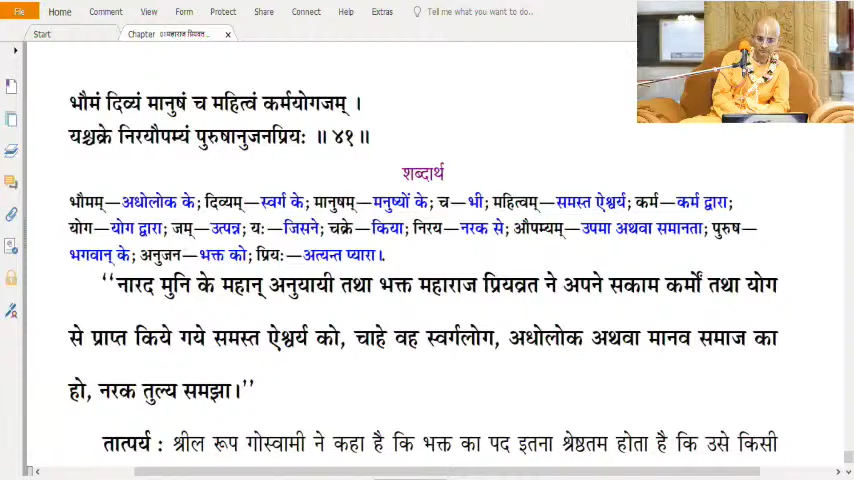 File Home Comment View Form Protect Share Connect Help Extras Tell me what you want to do...
Start Chapter 01महाराज प्रियव्रत... x
भौमं दिव्यं मानुषं च महित्वं कर्मयोगजम् ।
यश्चक्रे निरयौपम्यं पुरुषानुजनप्रियः ॥ ४१॥
शब्दार्थ
भौमम्—अधोलोक के; दिव्यम्—स्वर्ग के; मानुषम्—मनुष्यों के; च—भी; महित्वम्—समस्त ऐश्वर्य; कर्म—कर्म द्वारा;
योग—योग द्वारा; जम्—उत्पन्न; यः—जिसने; चक्रे—किया; निरय—नरक से; औपम्यम्—उपमा अथवा समानता; पुरुष—
भगवान् के; अनुजन—भक्त को; प्रियः—अत्यन्त प्यारा।.
‘‘नारद मुनि के महान् अनुयायी तथा भक्त महाराज प्रियव्रत ने अपने सकाम कर्मों तथा योग
से प्राप्त किये गये समस्त ऐश्वर्य को, चाहे वह स्वर्गलोग, अधोलोक अथवा मानव समाज का
हो, नरक तुल्य समझा।’’
तात्पर्य : श्रील रूप गोस्वामी ने कहा है कि भक्त का पद इतना श्रेष्ठतम होता है कि उसे किसी